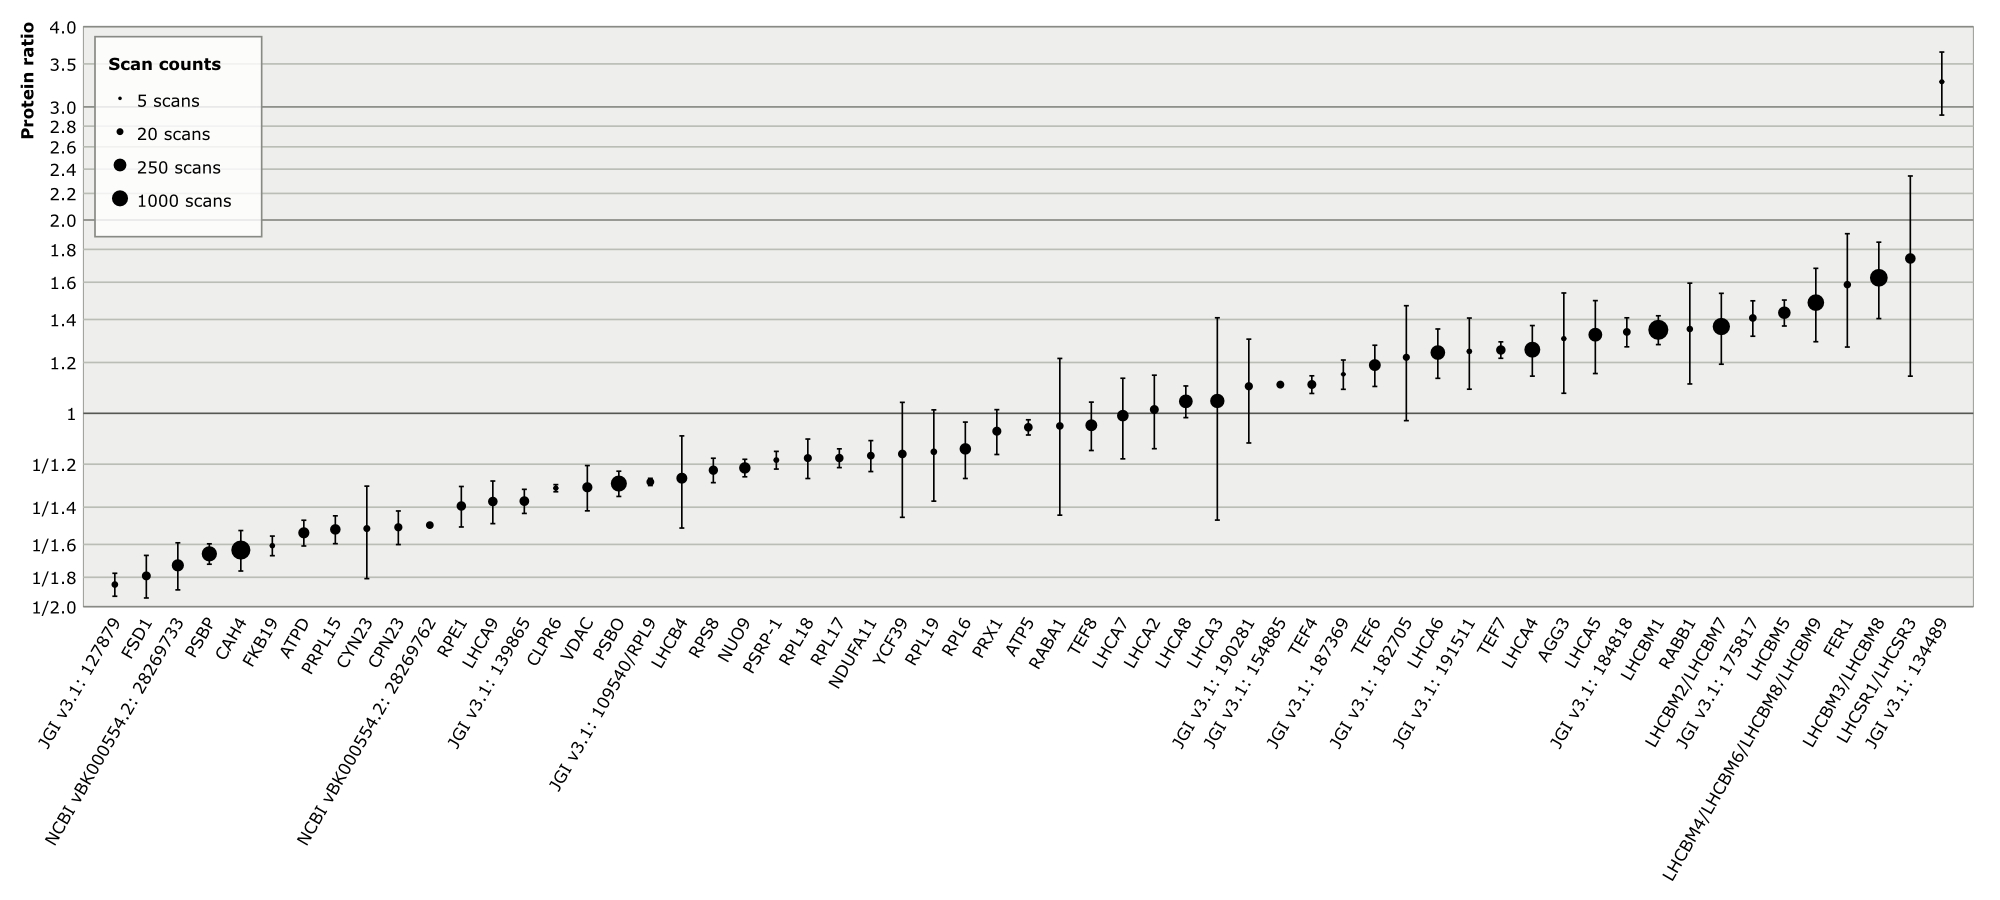 Protein ratio
4.0
3.5
3.0
2.8
2.6
2.4
2.2
2.0
1.8
1.6
1.4
1.2
1
1/1.2
1/1.4
1/1.6
1/1.8
1/2.0
Scan counts
5 scans
20 scans
250 scans
1000 scans
JGI v3.1: 127879
FSD1
NCBI vBK000554.2: 28269733
PSBP
CAH4
FKB19
ATPD
PRPL15
CYN23
CPN23
NCBI vBK000554.2: 28269762
RPE1
LHCA9
JGI v3.1: 139865
CLPR6
VDAC
PSBO
JGI v3.1: 109540/RPL9
LHCB4
RPS8
NUO9
PSRP-1
RPL18
RPL17
NDUFA11
YCF39
RPL19
RPL6
PRX1
ATP5
RABA1
TEF8
LHCA7
LHCA2
LHCA8
LHCA3
JGI v3.1: 190281
JGI v3.1: 154885
TEF4
JGI v3.1: 187369
TEF6
JGI v3.1: 182705
LHCA6
JGI v3.1: 191511
TEF7
LHCA4
AGG3
LHCA5
JGI v3.1: 184818
LHCBM1
RABB1
LHCBM2/LHCBM7
JGI v3.1: 175817
LHCBM5
LHCBM4/LHCBM6/LHCBM8/LHCBM9
FER1
LHCBM3/LHCBM8
LHCSR1/LHCSR3
JGI v3.1: 134489